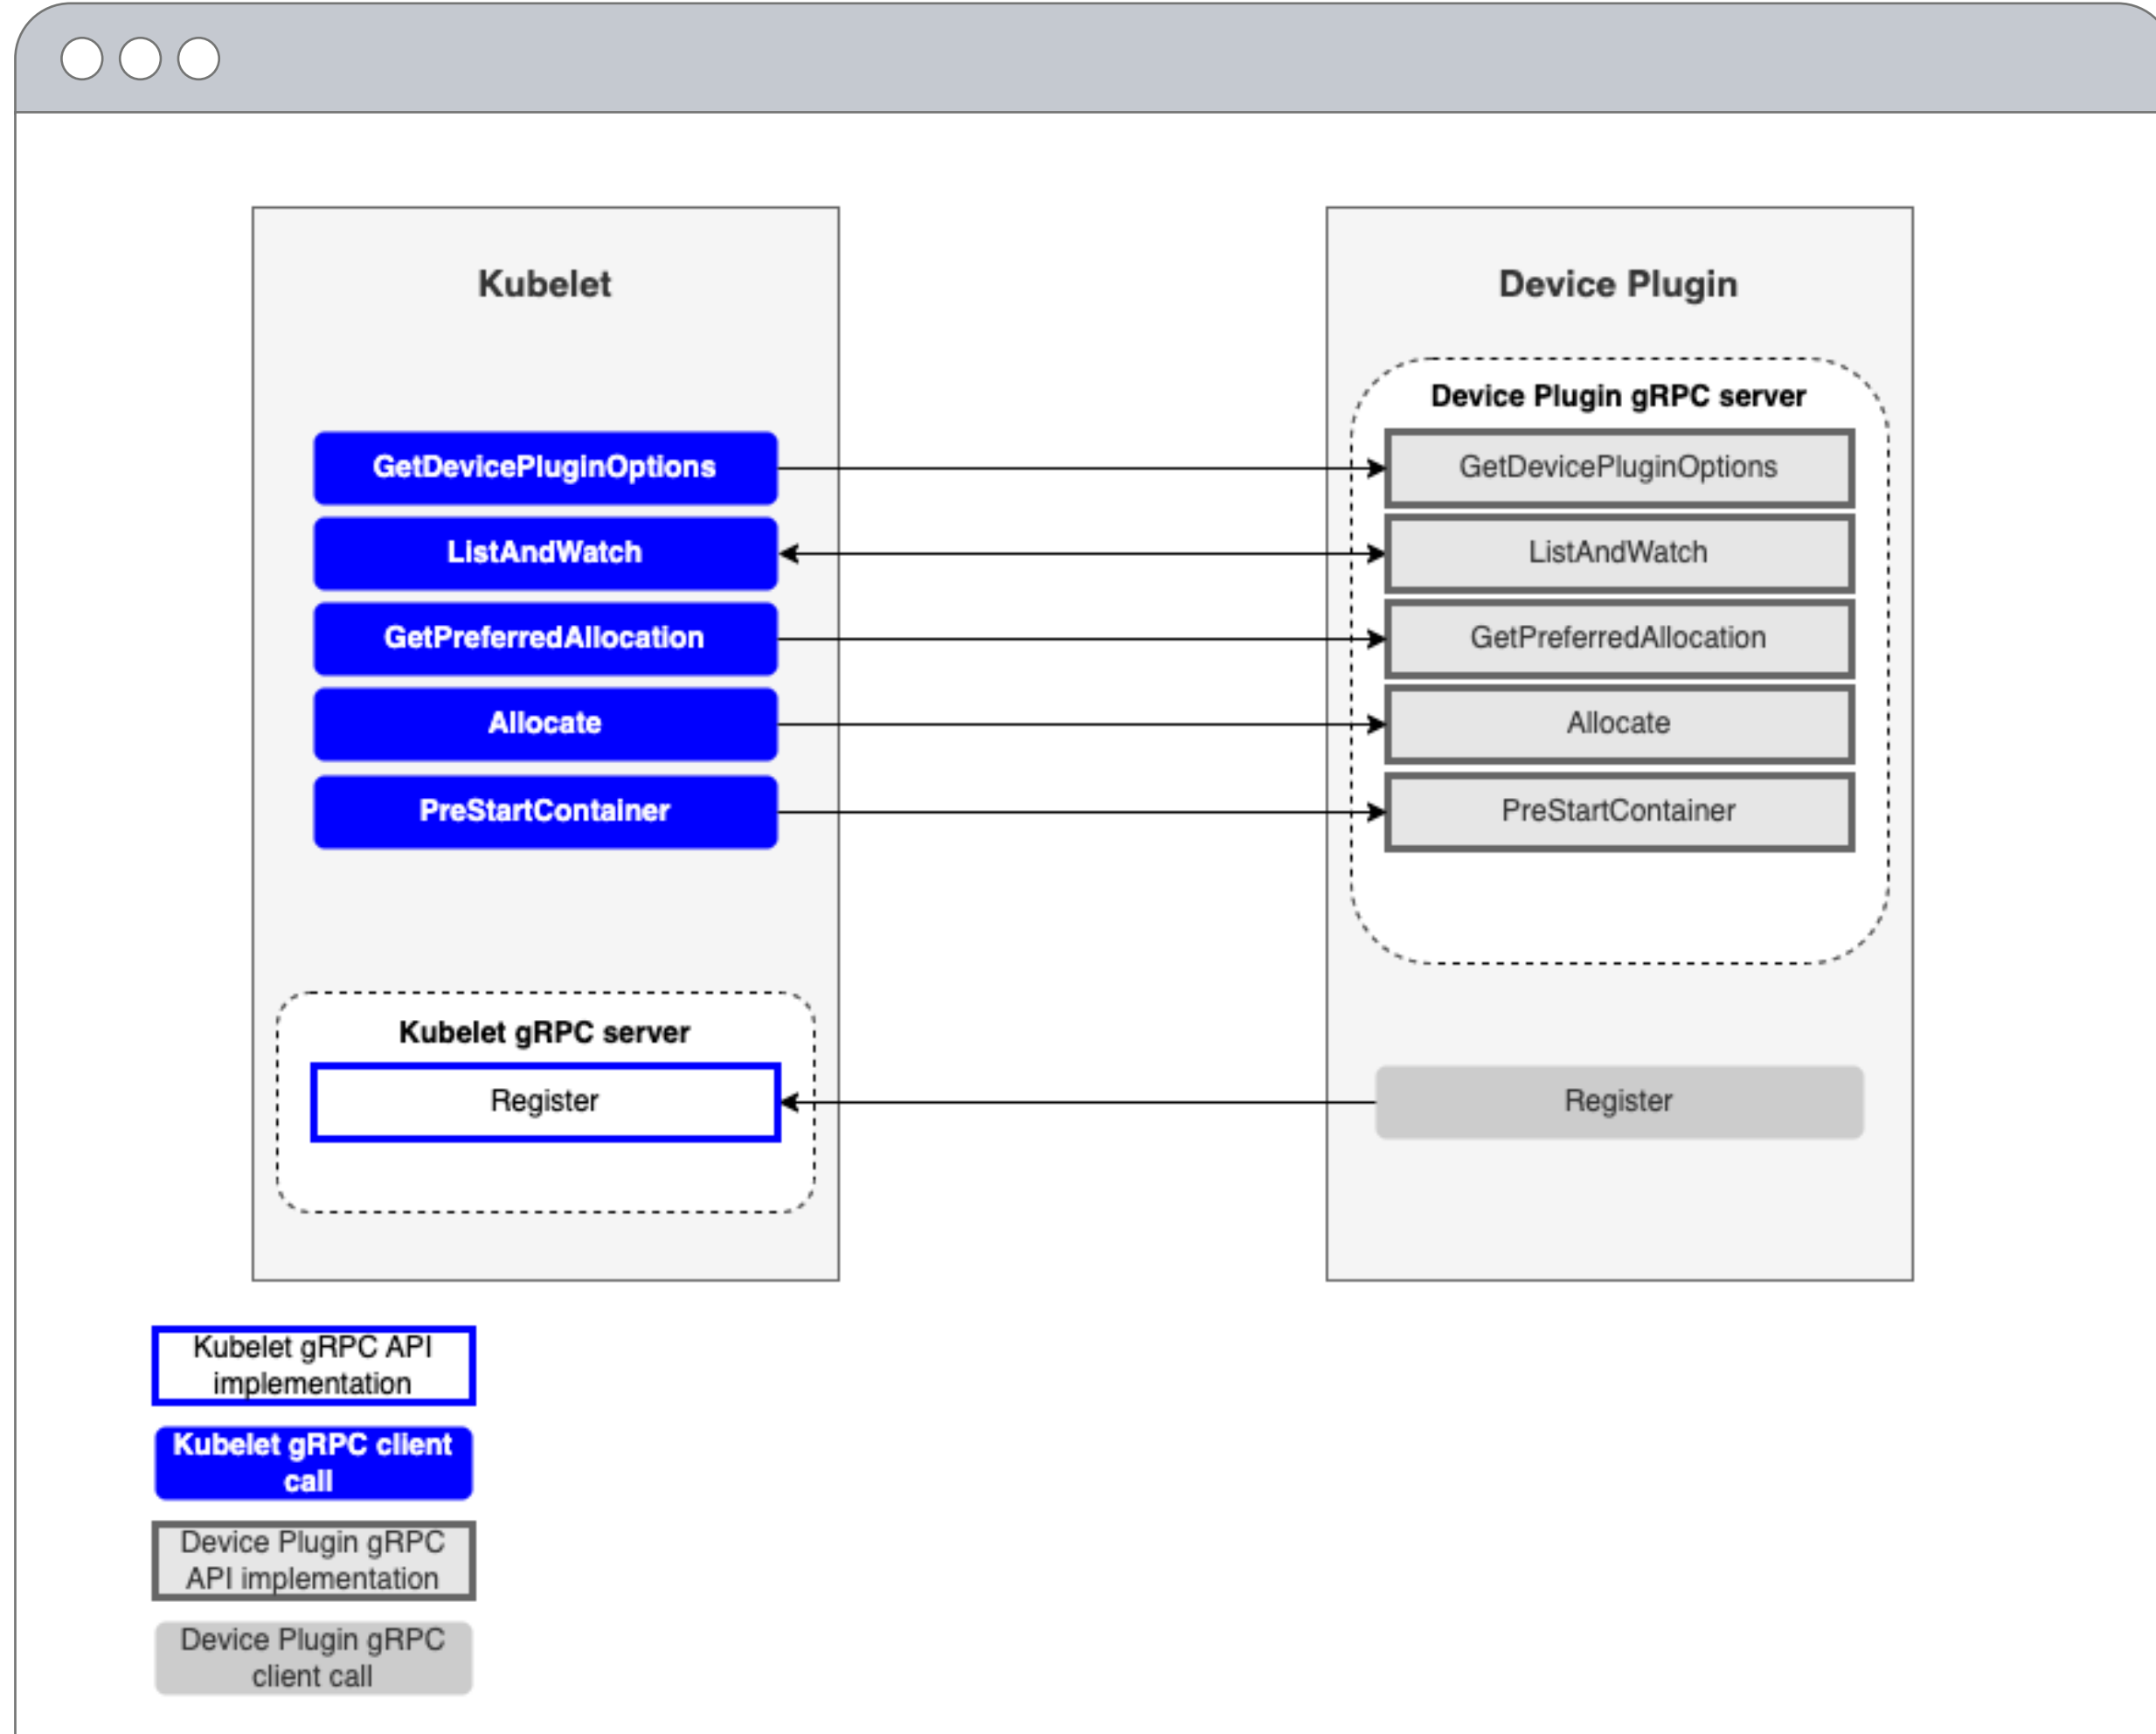 Kubelet
GetDevicePluginOptions
ListAndWatch
GetPreferredAllocation
Allocate
PreStartContainer
Kubelet gRPC server
Register
Device Plugin
Device Plugin gRPC server
GetDevicePluginOptions
ListAndWatch
GetPreferredAllocation
Allocate
PreStartContainer
Register
Kubelet gRPC API
implementation
Kubelet gRPC client
call
Device Plugin gRPC
API implementation
Device Plugin gRPC
client call